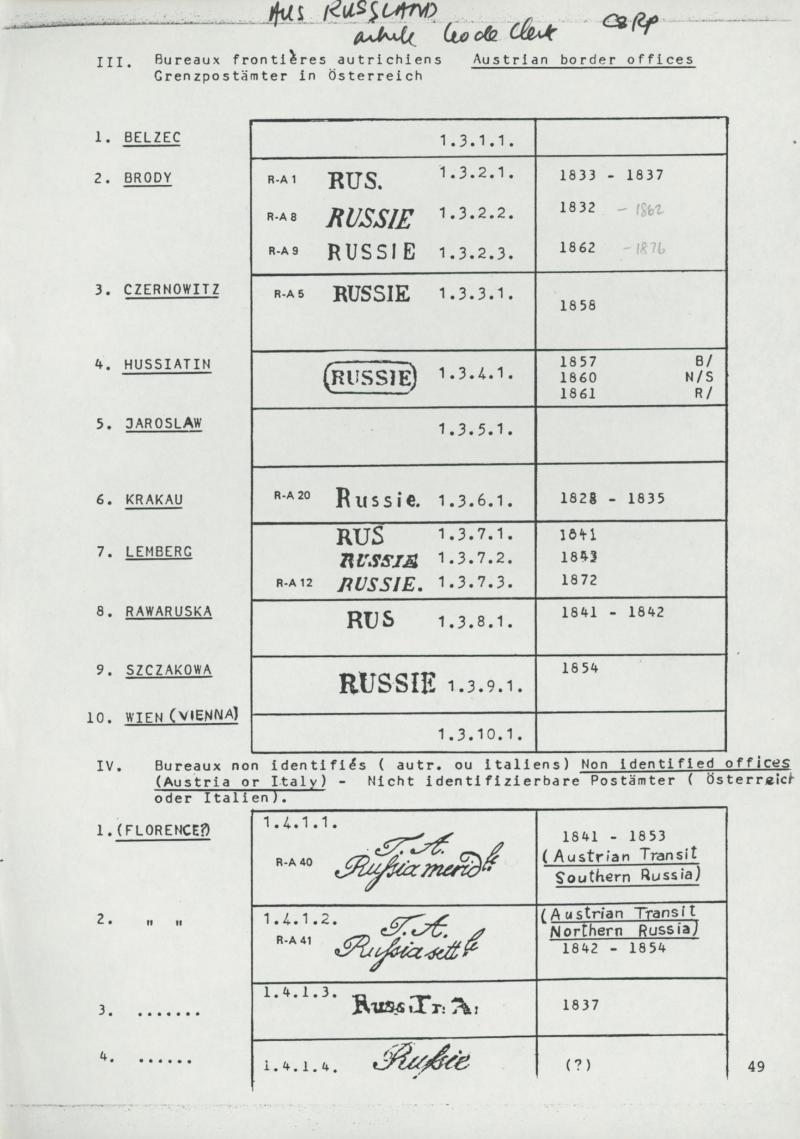 AUS RUSSLAND
article Leo de Clerk
III. Bureaux frontières autrichiens Austrian border offices
Grenzpostämter in Österreich
1. BELZEC 1.3.1.1.
2. BRODY R-A 1 RUS. 1.3.2.1. 1833 - 1837
R-A 8 RUSSIE 1.3.2.2. 1832 - 1862
R-A 9 RUSSIE 1.3.2.3. 1862 - 1876
3. CZERNOWITZ R-A 5 RUSSIE 1.3.3.1. 1858
4. HUSSIATIN RUSSIE 1.3.4.1. 1857 B/
1860 N/S
1861 R/
5. JAROSLAW 1.3.5.1.
6. KRAKAU R-A 20 Russie. 1.3.6.1. 1828 - 1835
7. LEMBERG RUS 1.3.7.1. 1841
RUSSIE 1.3.7.2. 1843
R-A 12 RUSSIE. 1.3.7.3. 1872
8. RAWARUSKA RUS 1.3.8.1. 1841 - 1842
9. SZCZAKOWA RUSSIE 1.3.9.1. 1854
10. WIEN (VIENNA) 1.3.10.1.
IV. Bureaux non identifiés ( autr. ou italiens) Non identified offices
(Austria or Italy) - Nicht identifizierbare Postämter ( Österreich
oder Italien).
1. (FLORENCE?) 1.4.1.1. R-A 40 T. A. Russia merid le 1841 - 1853
(Austrian Transit
Southern Russia)
2. " " 1.4.1.2. R-A 41 T. A. Russia sett le (Austrian Transit
Northern Russia)
1842 - 1854
3. ....... 1.4.1.3. Russ. Tr. A. 1837
4. ...... 1.4.1.4. Russie (?)
49